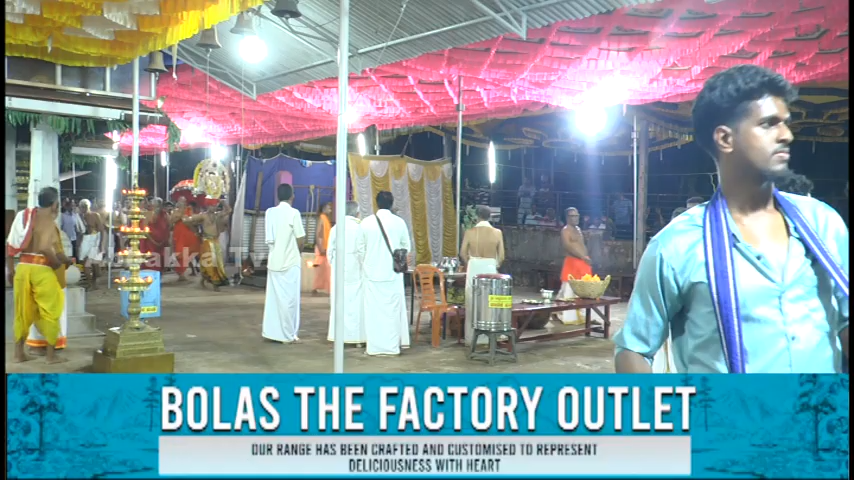 BOLAS THE FACTORY OUTLET
OUR RANGE HAS BEEN CRAFTED AND CUSTOMISED TO REPRESENT
DELICIOUSNESS WITH HEART